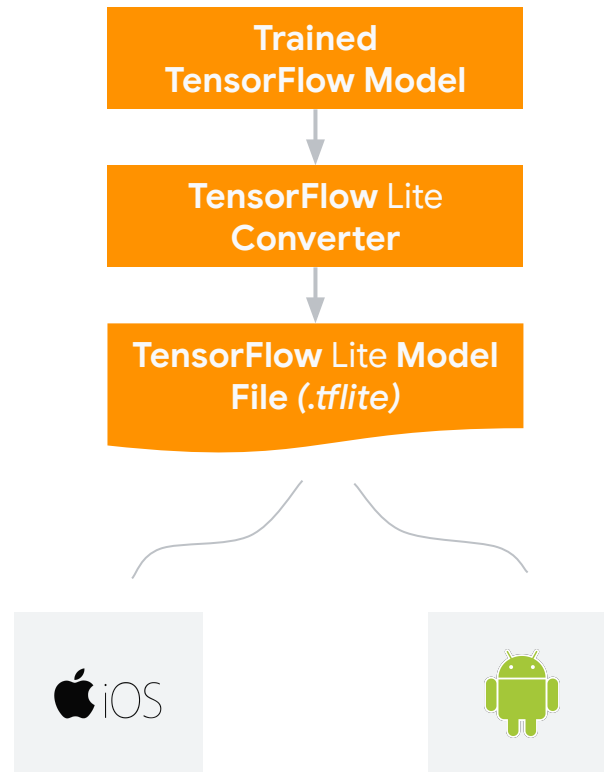 Trained
TensorFlow Model
TensorFlow Lite
Converter
TensorFlow Lite Model
File (.tflite)
iOS